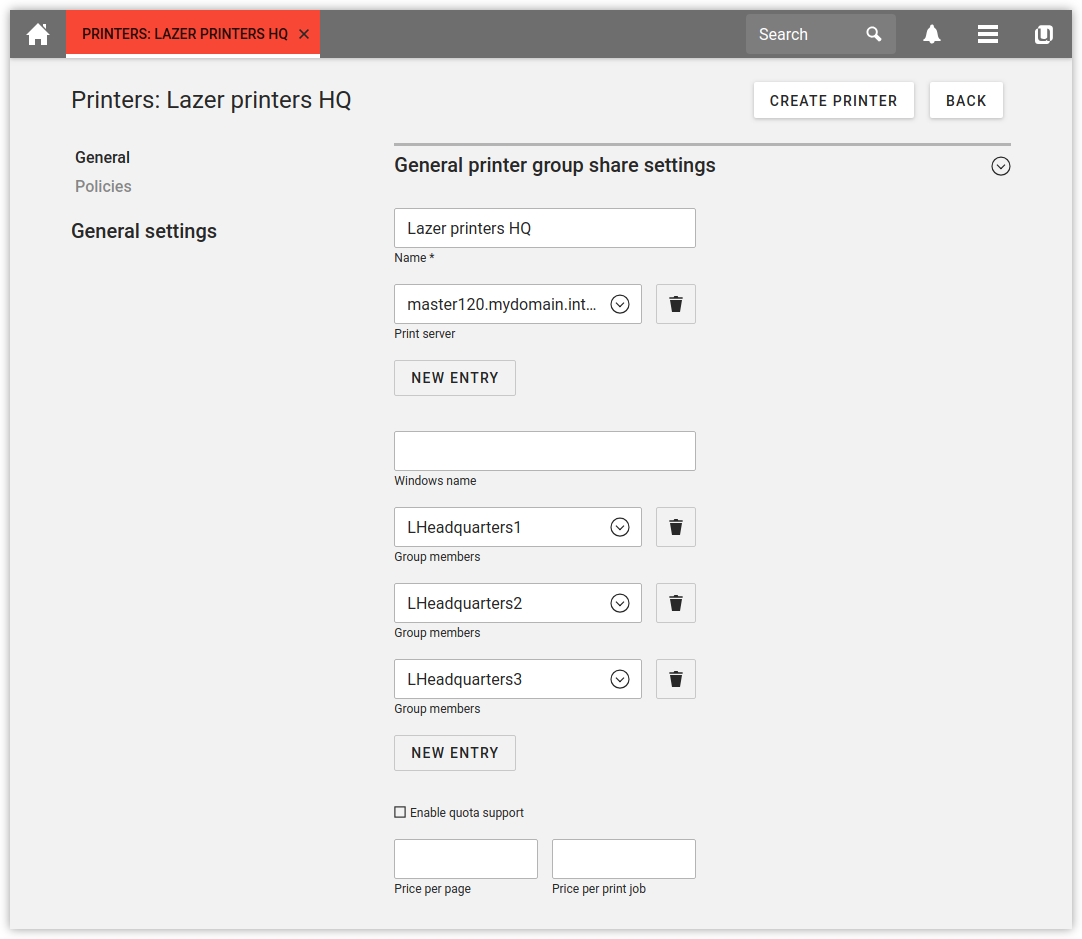 PRINTERS: LAZER PRINTERS HQ
Search
Printers: Lazer printers HQ
CREATE PRINTER
BACK
General
Policies
General settings
General printer group share settings
Lazer printers HQ
Name *
master120.mydomain.int...
Print server
NEW ENTRY
Windows name
LHeadquarters1
Group members
LHeadquarters2
Group members
LHeadquarters3
Group members
NEW ENTRY
Enable quota support
Price per page
Price per print job